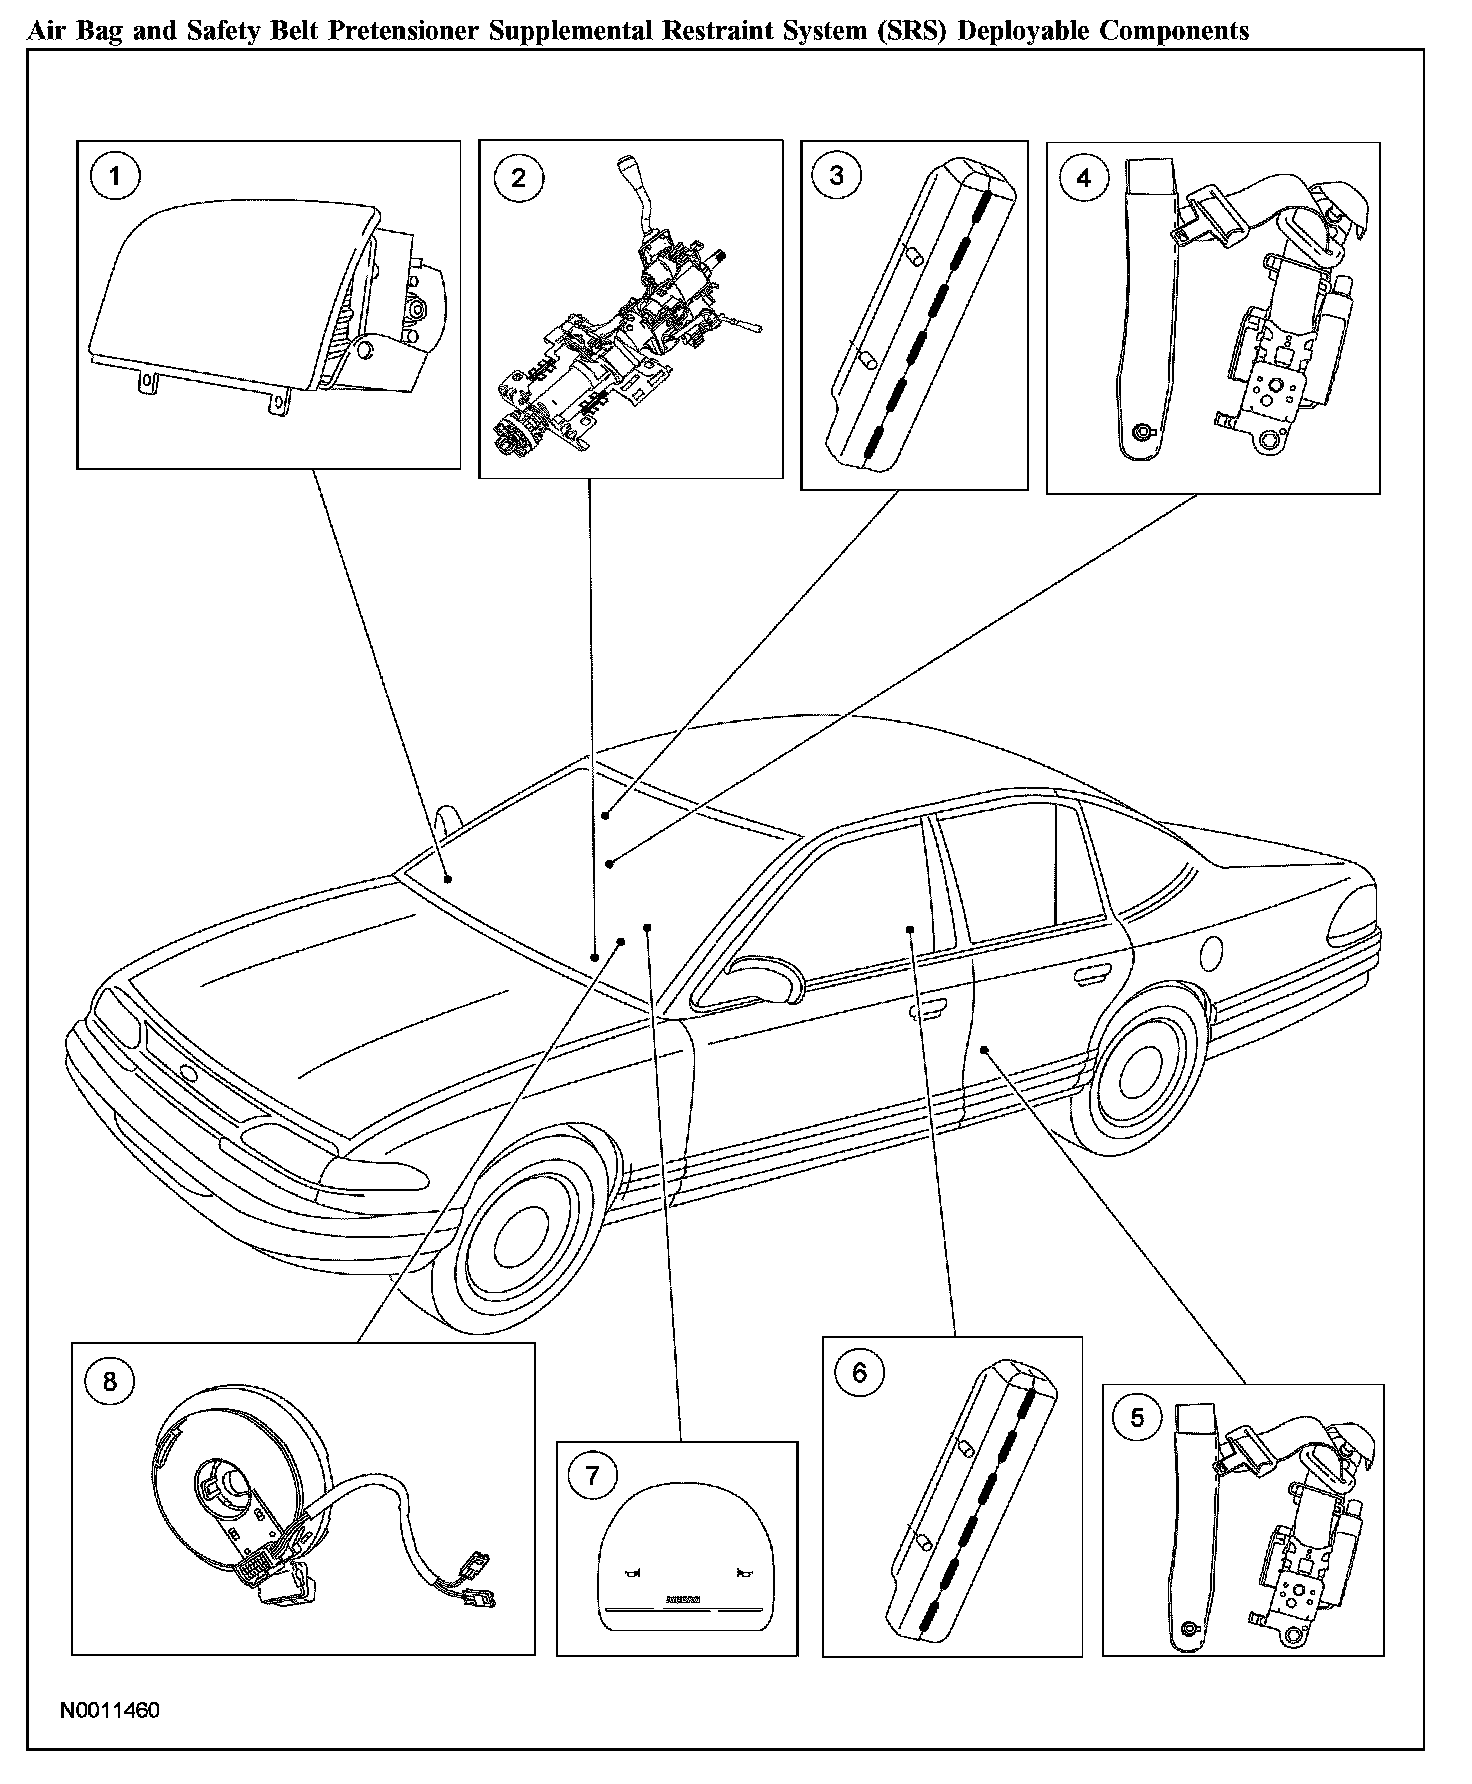 Air Bag and Safety Belt Pretensioner Supplemental Restraint System (SRS) Deployable Components
1
2
3
4
8
7
6
5
AIRBAG
N0011460